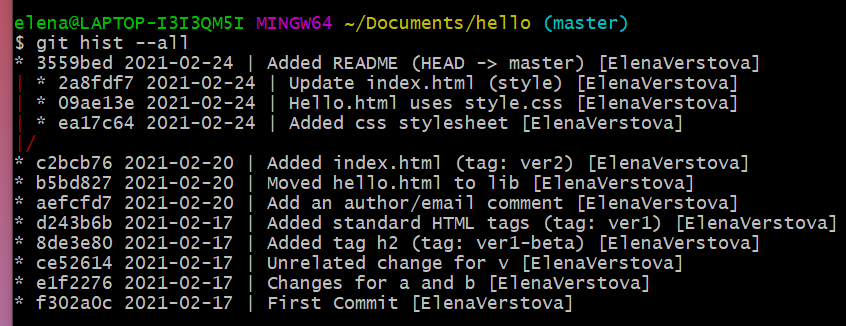 elena@LAPTOP-I3I3QM5I MINGW64 ~/Documents/hello (master)
$ git hist --all
* 3559bed 2021-02-24 | Added README (HEAD -> master) [ElenaVerstova]
| * 2a8fdf7 2021-02-24 | Update index.html (style) [ElenaVerstova]
| * 09ae13e 2021-02-24 | Hello.html uses style.css [ElenaVerstova]
| * ea17c64 2021-02-24 | Added css stylesheet [ElenaVerstova]
|/
* c2bcb76 2021-02-20 | Added index.html (tag: ver2) [ElenaVerstova]
* b5bd827 2021-02-20 | Moved hello.html to lib [ElenaVerstova]
* aefcfd7 2021-02-20 | Add an author/email comment [ElenaVerstova]
* d243b6b 2021-02-17 | Added standard HTML tags (tag: ver1) [ElenaVerstova]
* 8de3e80 2021-02-17 | Added tag h2 (tag: ver1-beta) [ElenaVerstova]
* ce52614 2021-02-17 | Unrelated change for v [ElenaVerstova]
* e1f2276 2021-02-17 | Changes for a and b [ElenaVerstova]
* f302a0c 2021-02-17 | First Commit [ElenaVerstova]